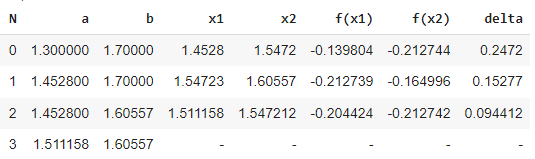 N a b x1 x2 f(x1) f(x2) delta
0 1.300000 1.70000 1.4528 1.5472 -0.139804 -0.212744 0.2472
1 1.452800 1.70000 1.54723 1.60557 -0.212739 -0.164996 0.15277
2 1.452800 1.60557 1.511158 1.547212 -0.204424 -0.212742 0.094412
3 1.511158 1.60557 - - - - -